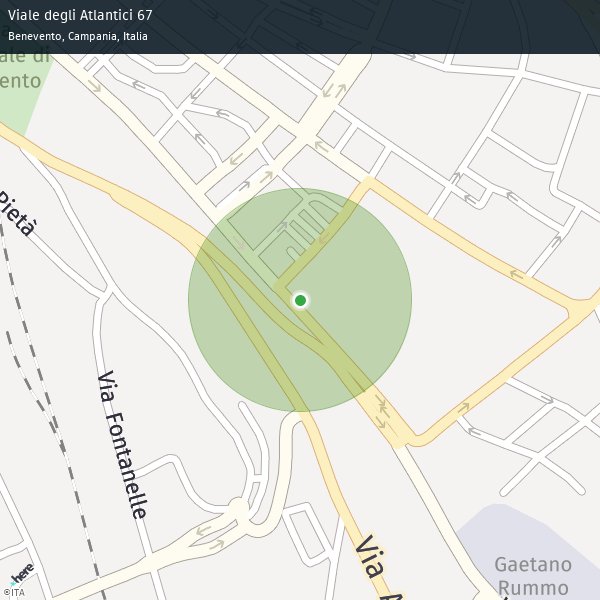 Viale degli Atlantici 67
Benevento, Campania, Italia
ale di
ento
Pietà
Via Fontanelle
Via A
Gaetano
Rummo
here
©ITA